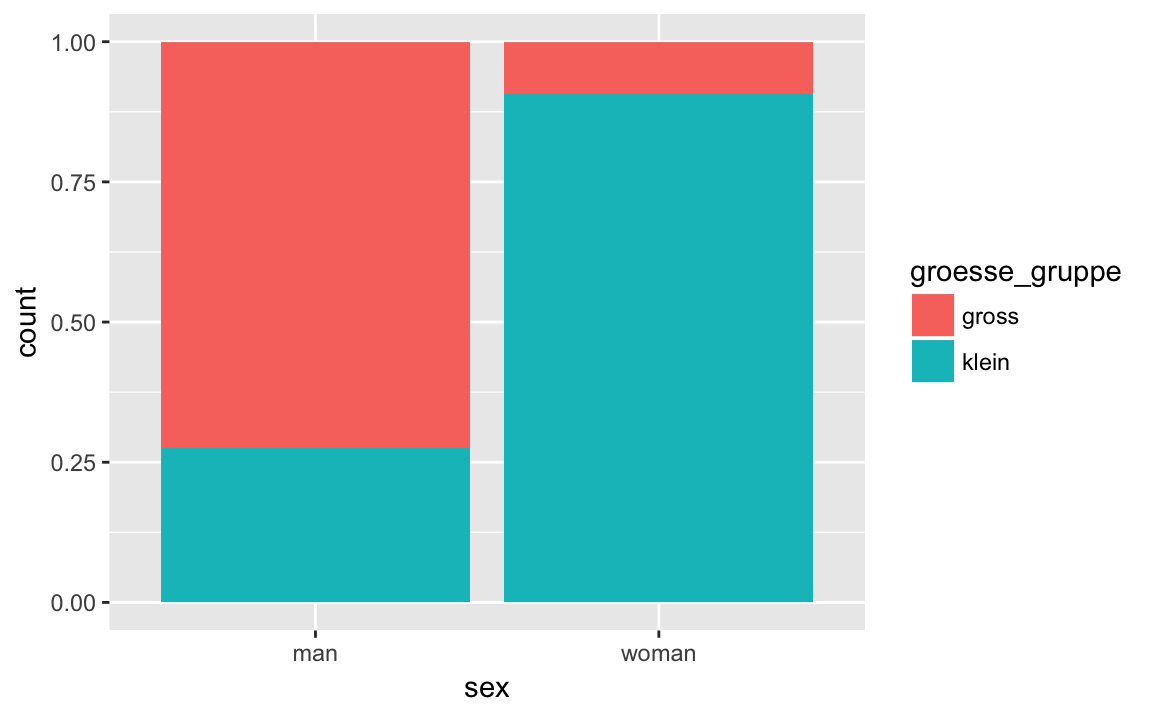 1.00
0.75
0.50
0.25
0.00
count
man
woman
sex
groesse_gruppe
gross
klein